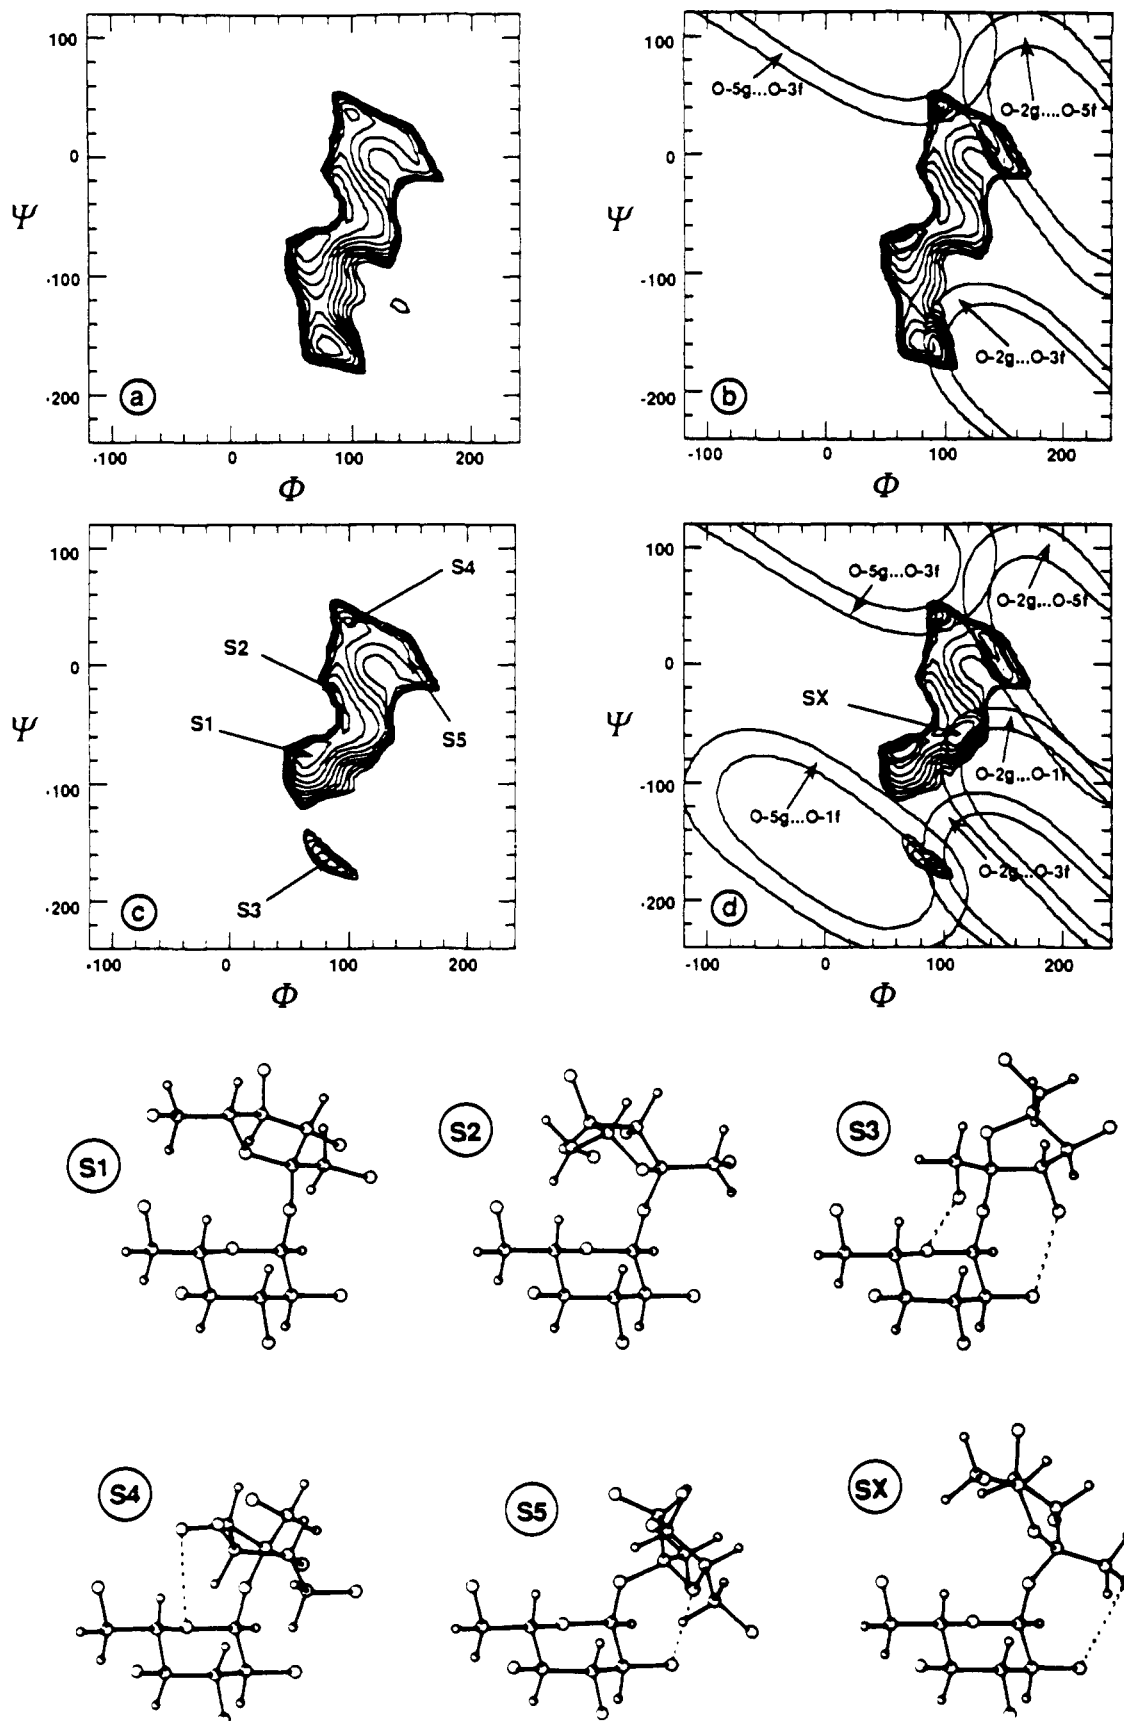 100
0
·100
·200
Ψ
a
·100
0
100
200
Φ
100
0
-100
-200
Ψ
O-5g...O-3f
O-2g....O-5f
O-2g...O-3f
b
-100
0
100
200
Φ
100
0
·100
·200
Ψ
S4
S2
S1
S5
S3
c
·100
0
100
200
Φ
100
0
-100
·200
Ψ
O-5g...O-3f
O-2g...O-5f
SX
O-2g...O-1f
O-5g...O-1f
O-2g...O-3f
d
-100
0
100
200
Φ
S1
S2
S3
S4
S5
SX